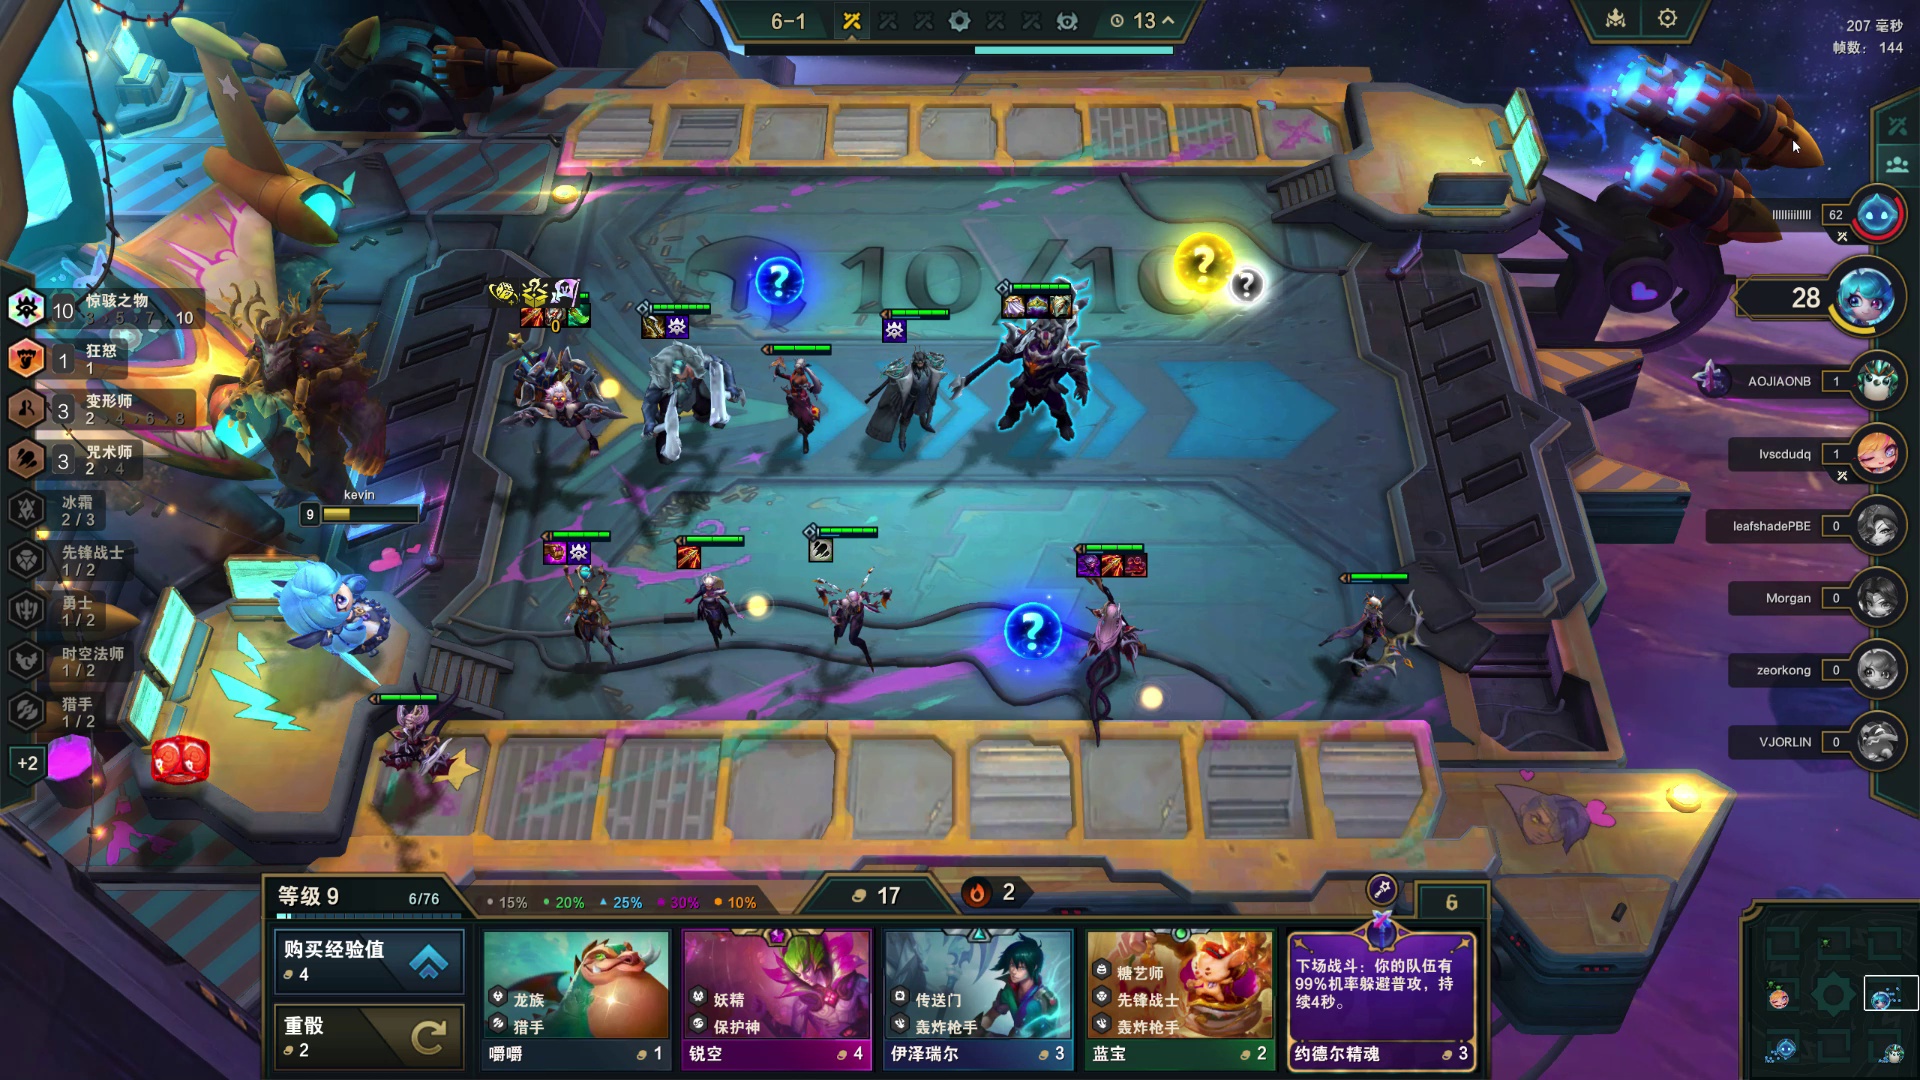 6-1
13
207 毫秒
帧数： 144
10/10
62
28
AOJIAONB 1
lvscdudq 1
leafshadePBE 0
Morgan 0
zeorkong 0
VJORLIN 0
10 惊骇之物
3 › 5 › 7 › 10
1 狂怒
1
3 变形师
2 › 4 › 6 › 8
3 咒术师
2 › 4
冰霜
2 / 3
先锋战士
1 / 2
勇士
1 / 2
时空法师
1 / 2
猎手
1 / 2
+2
kevin
9
0
等级 9
6/76
15%
20%
25%
30%
10%
17
2
6
购买经验值
4
重骰
2
龙族
猎手
嚼嚼 1
妖精
保护神
锐空 4
传送门
轰炸枪手
伊泽瑞尔 3
糖艺师
先锋战士
轰炸枪手
蓝宝 2
下场战斗：你的队伍有
99%机率躲避普攻，持
续4秒。
约德尔精魂 3